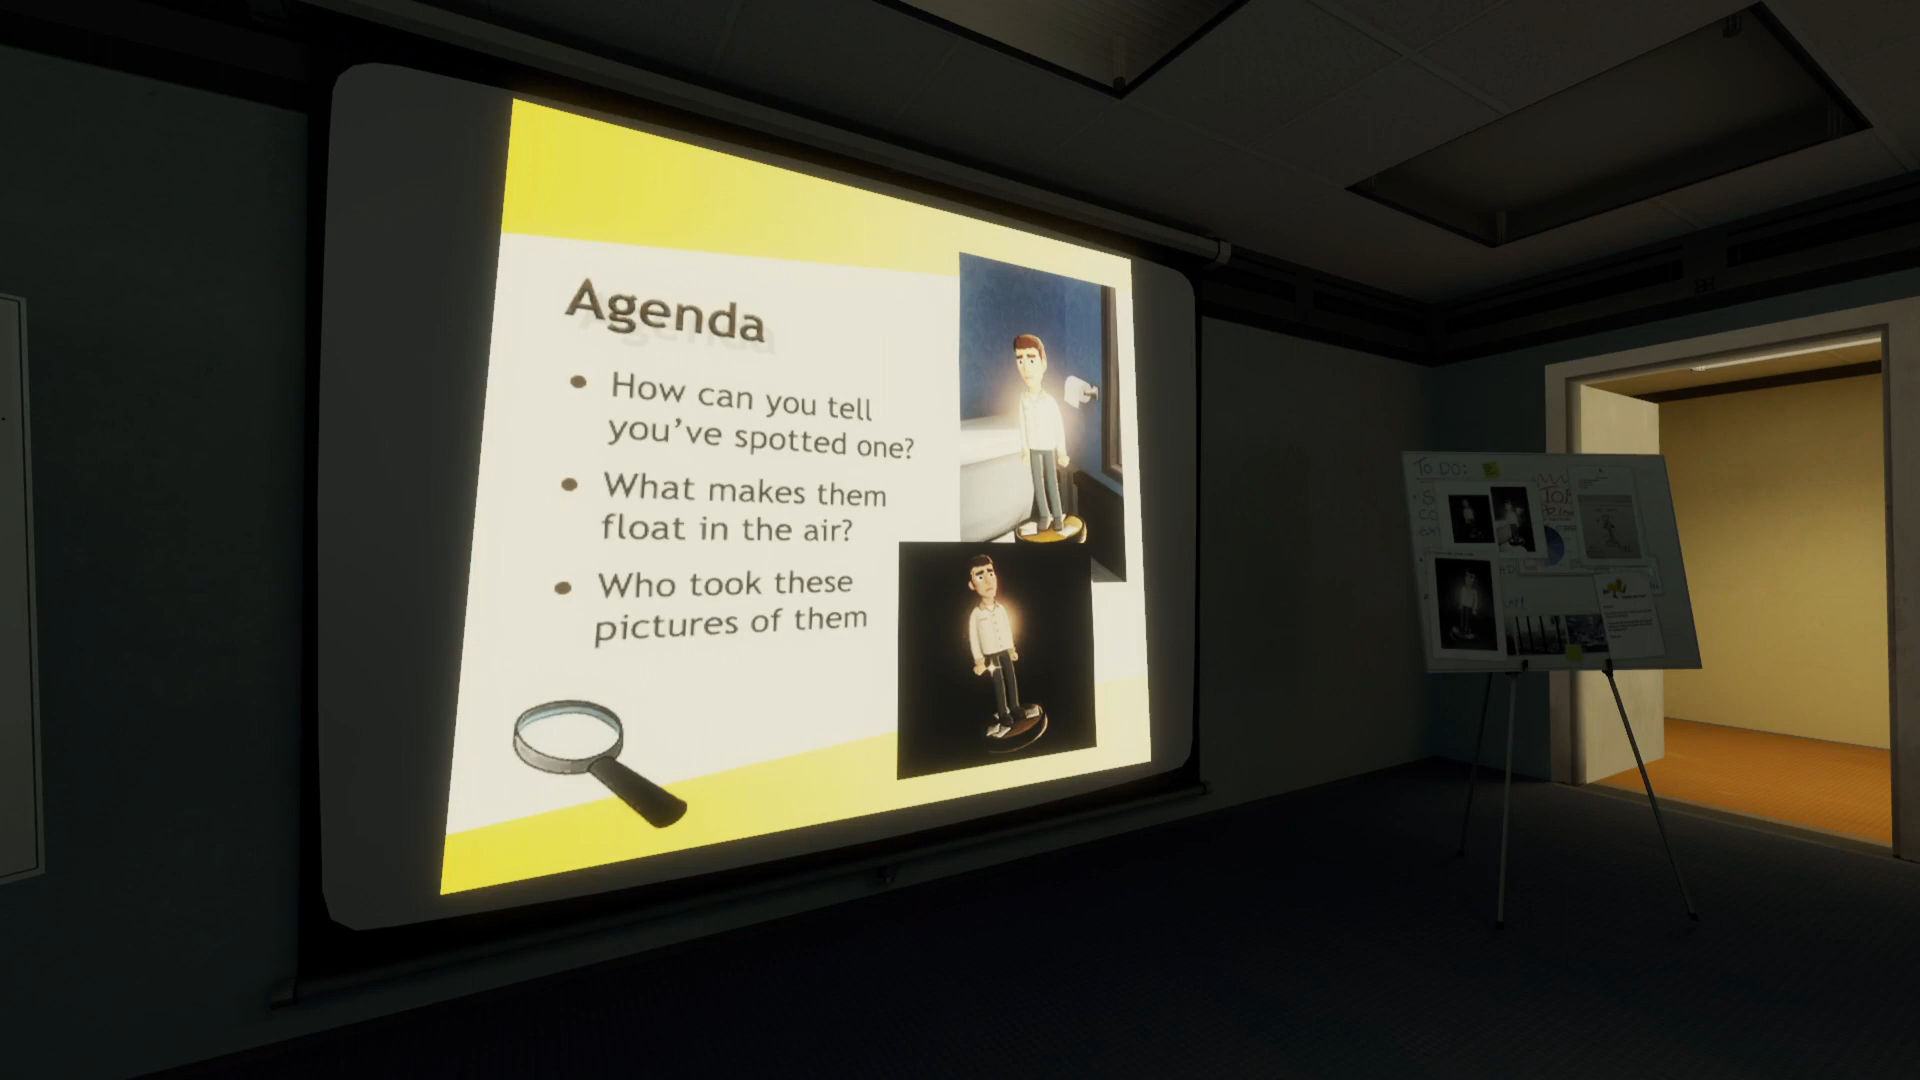 Agenda
• How can you tell
you've spotted one?
• What makes them
float in the air?
• Who took these
pictures of them
To Do: